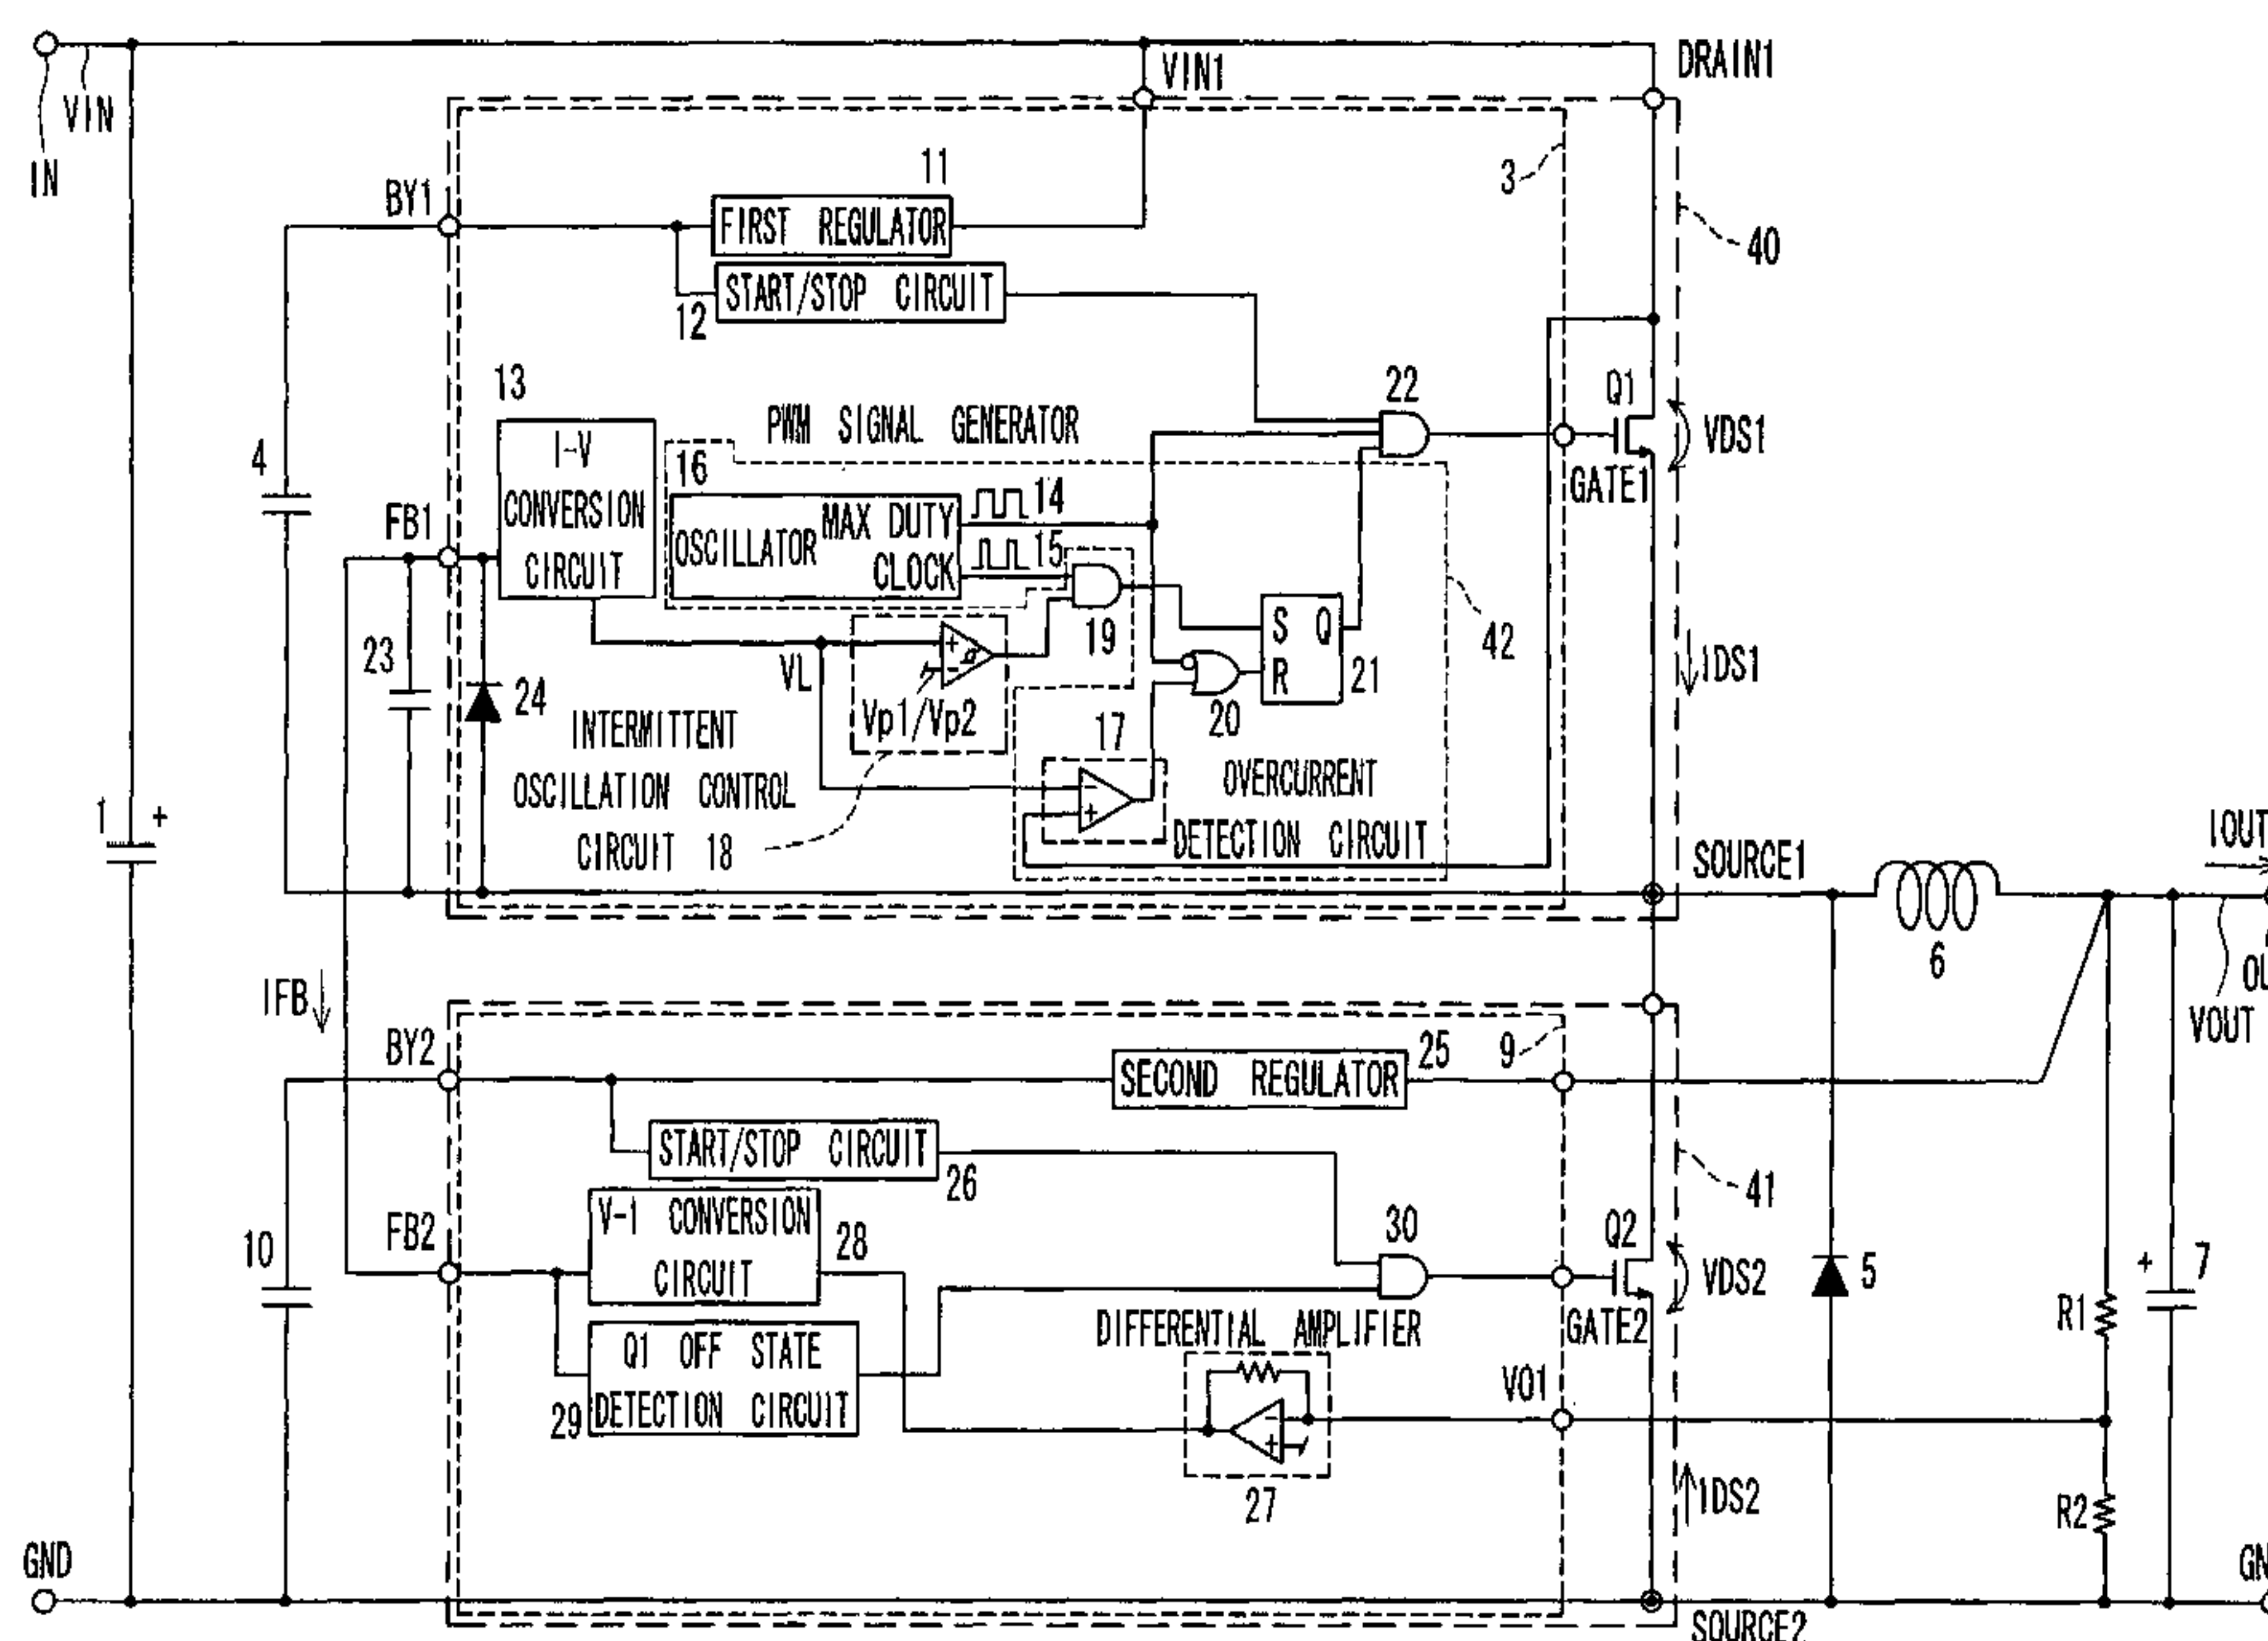 DRAIN1
VIN1
VIN
IN
3
11
BY1
FIRST REGULATOR
40
START/STOP CIRCUIT
12
13
22
Q1
PWM SIGNAL GENERATOR
VDS1
I-V
CONVERSION
CIRCUIT
4
16
GATE1
OSCILLATOR
MAX DUTY
CLOCK
14
15
FB1
19
S Q
R
42
23
VL
+
-
20
21
IDS1
24
Vp1/Vp2
17
INTERMITTENT
OSCILLATION CONTROL
CIRCUIT 18
-
+
OVERCURRENT
DETECTION CIRCUIT
1
+
IOUT
SOURCE1
6
IFB
VOUT
BY2
SECOND REGULATOR
25
9
START/STOP CIRCUIT
26
41
V-1 CONVERSION
CIRCUIT
28
FB2
10
30
Q2
VDS2
5
+
7
GATE2
R1
DIFFERENTIAL AMPLIFIER
Q1 OFF STATE
DETECTION CIRCUIT
29
VO1
-
+
27
IDS2
R2
GND
SOURCE2